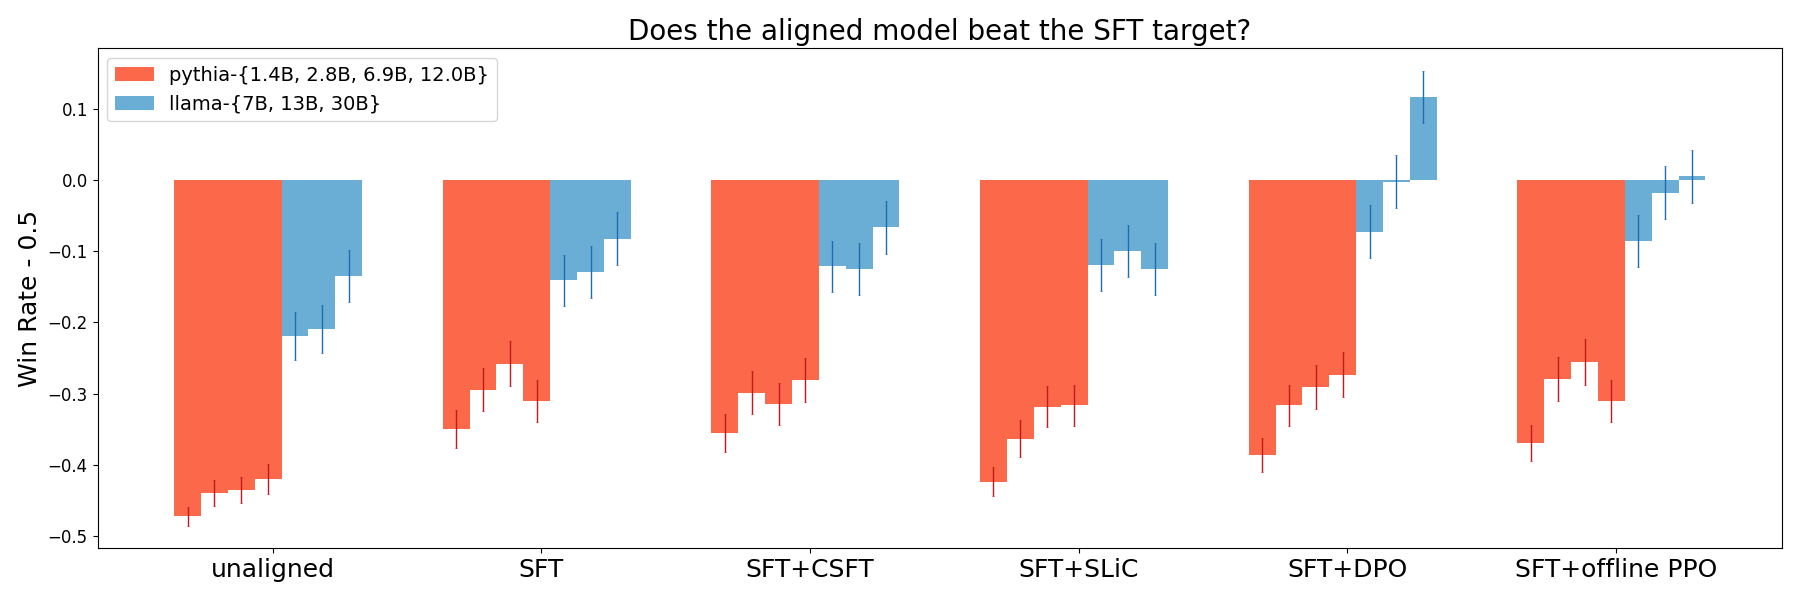 Does the aligned model beat the SFT target?
pythia-{1.4B, 2.8B, 6.9B, 12.0B}
llama-{7B, 13B, 30B}
Win Rate - 0.5
0.1
0.0
−0.1
−0.2
−0.3
−0.4
−0.5
unaligned
SFT
SFT+CSFT
SFT+SLiC
SFT+DPO
SFT+offline PPO